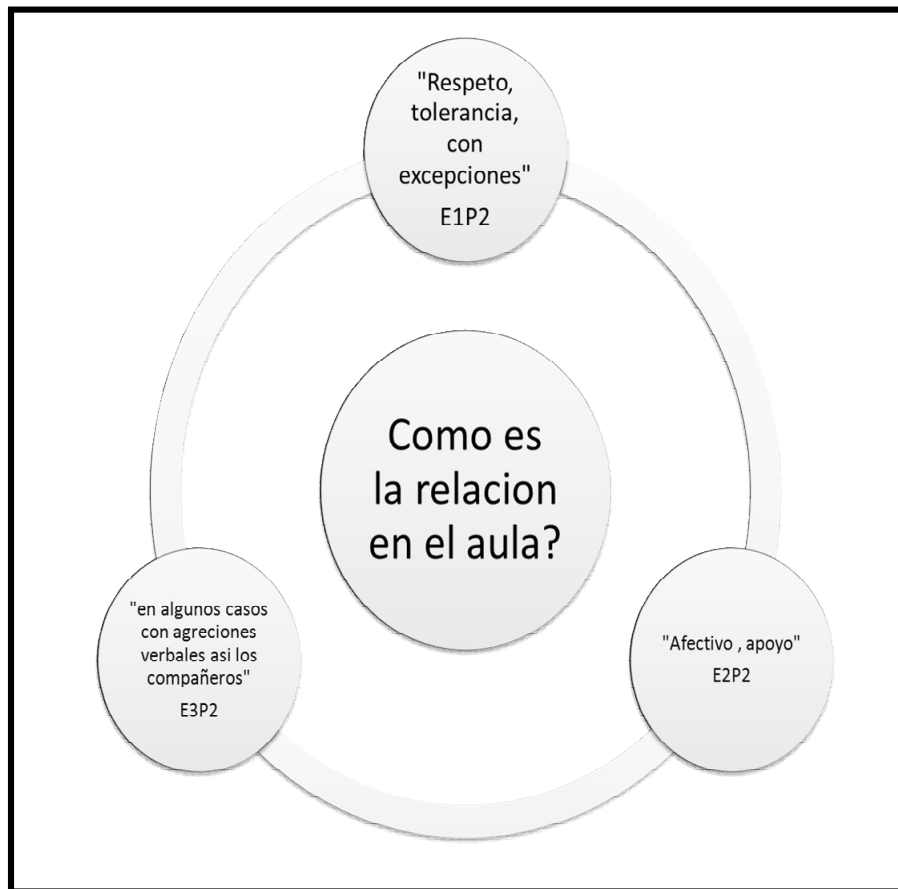 "Respeto,
tolerancia,
con
excepciones"
E1P2
Como es
la relacion
en el aula?
"en algunos casos
con agreciones
verbales asi los
compañeros"
E3P2
"Afectivo , apoyo"
E2P2